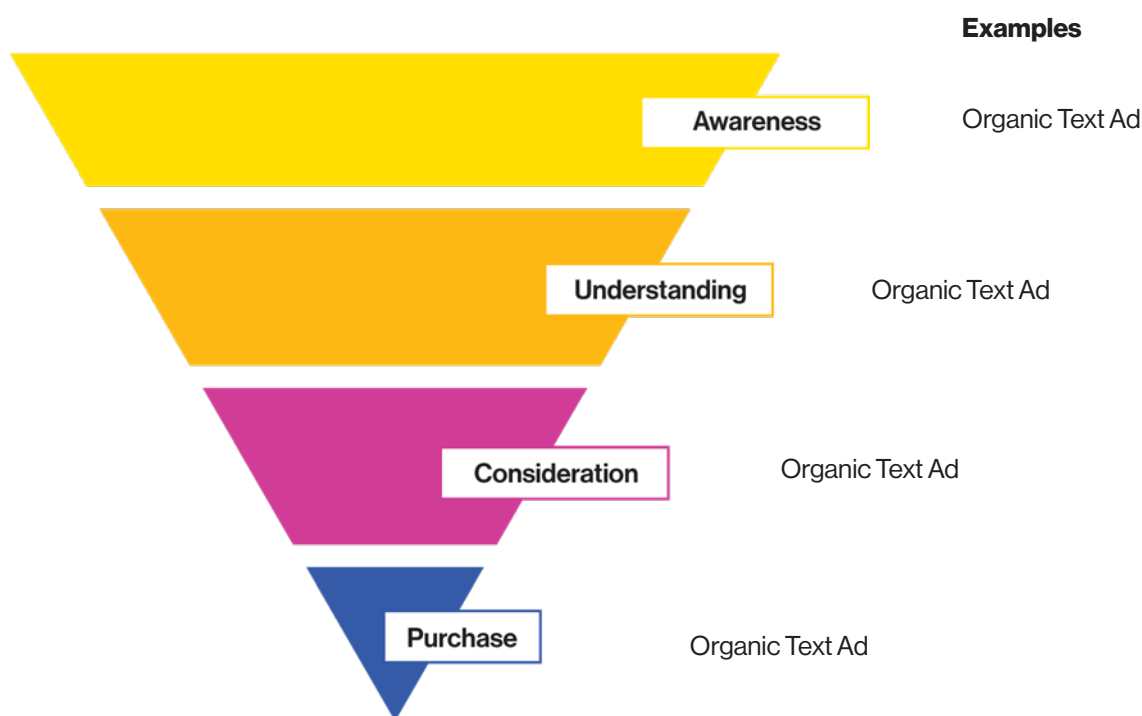 Examples
Awareness
Organic Text Ad
Understanding
Organic Text Ad
Consideration
Organic Text Ad
Purchase
Organic Text Ad